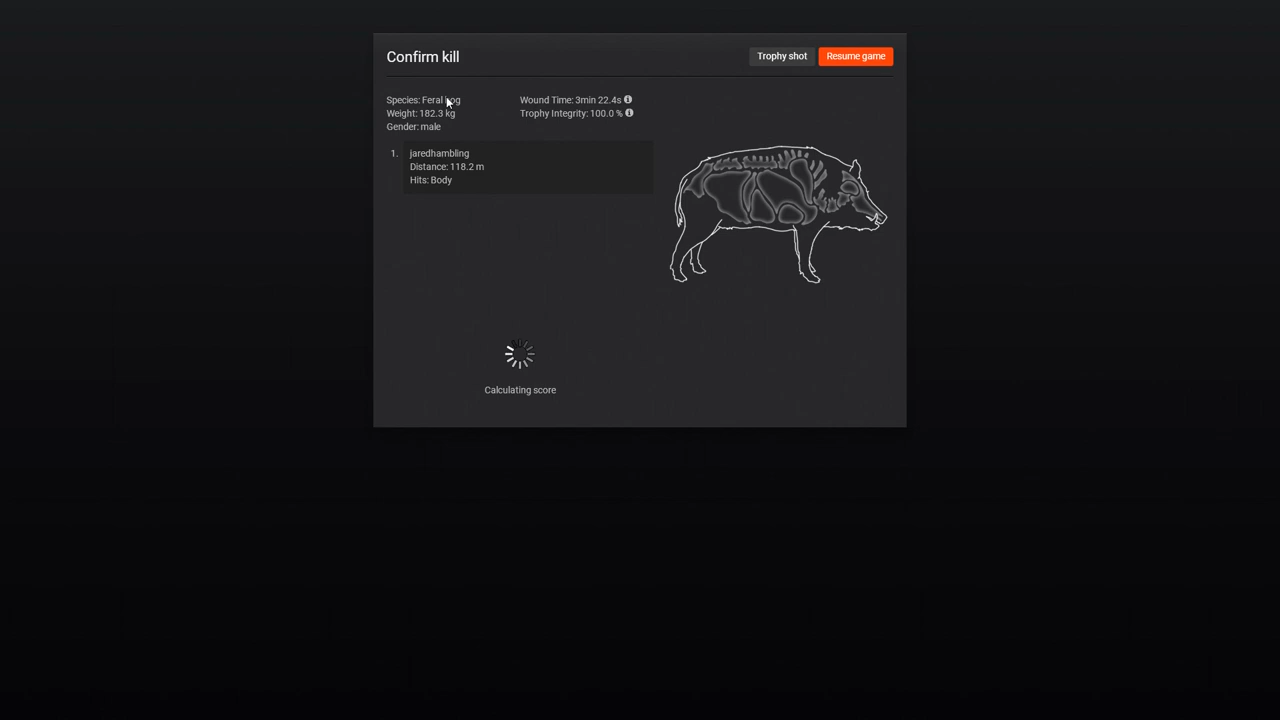 Confirm kill
Trophy shot
Resume game
Species: Feral Hog
Weight: 182.3 kg
Gender: male
Wound Time: 3min 22.4s
Trophy Integrity: 100.0 %
1.
jaredhambling
Distance: 118.2 m
Hits: Body
Calculating score